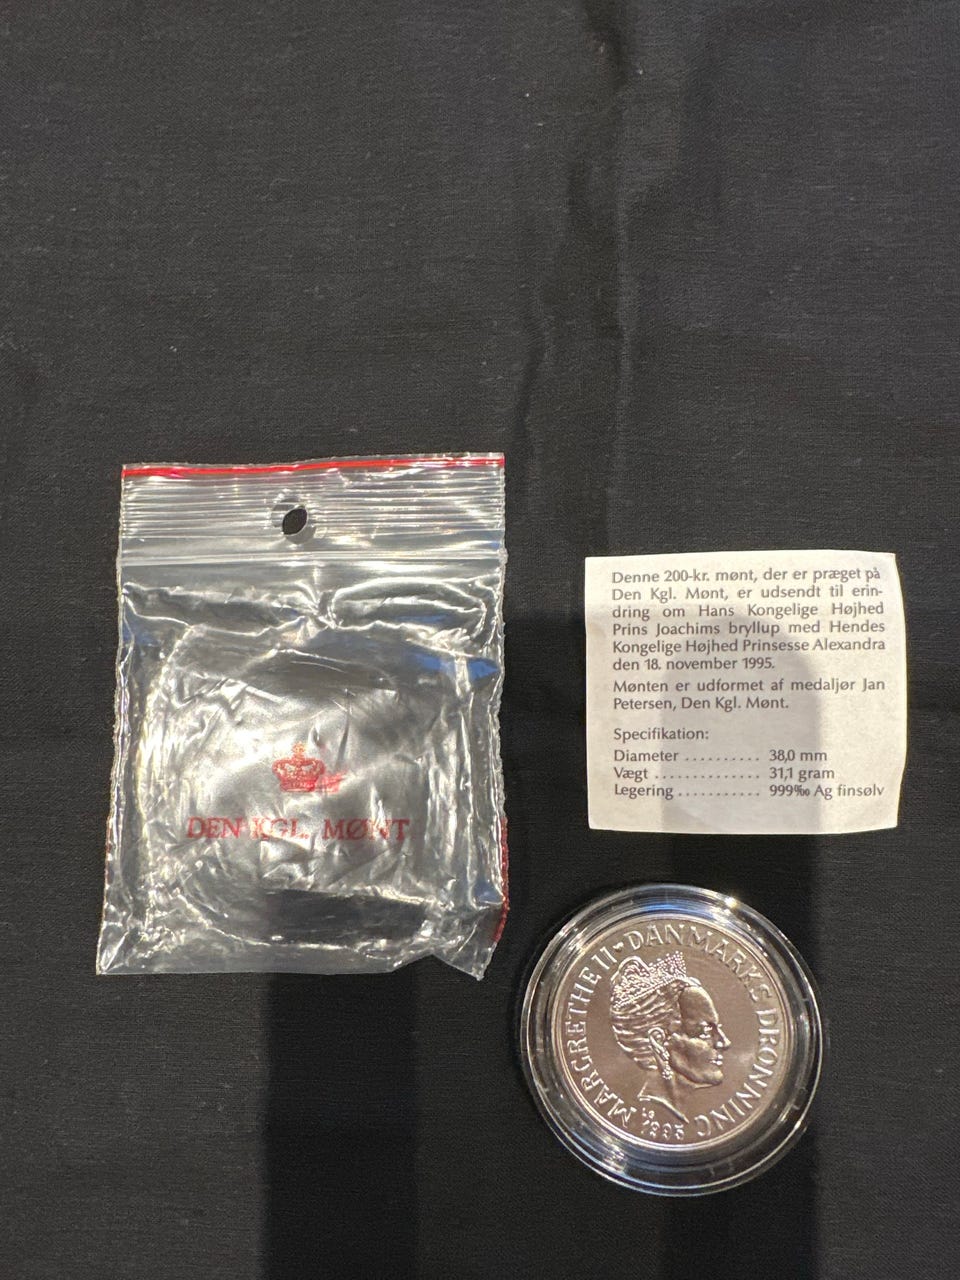 DEN KGL. MØNT
Denne 200-kr. mønt, der er præget på
Den Kgl. Mønt, er udsendt til erin-
dring om Hans Kongelige Højhed
Prins Joachims bryllup med Hendes
Kongelige Højhed Prinsesse Alexandra
den 18. november 1995.
Mønten er udformet af medaljør Jan
Petersen, Den Kgl. Mønt.
Specifikation:
Diameter .......... 38,0 mm
Vægt ............. 31,1 gram
Legering ........... 999‰ Ag finsølv
MARGRETHE II · DANMARKS DRONNING
LG
1995